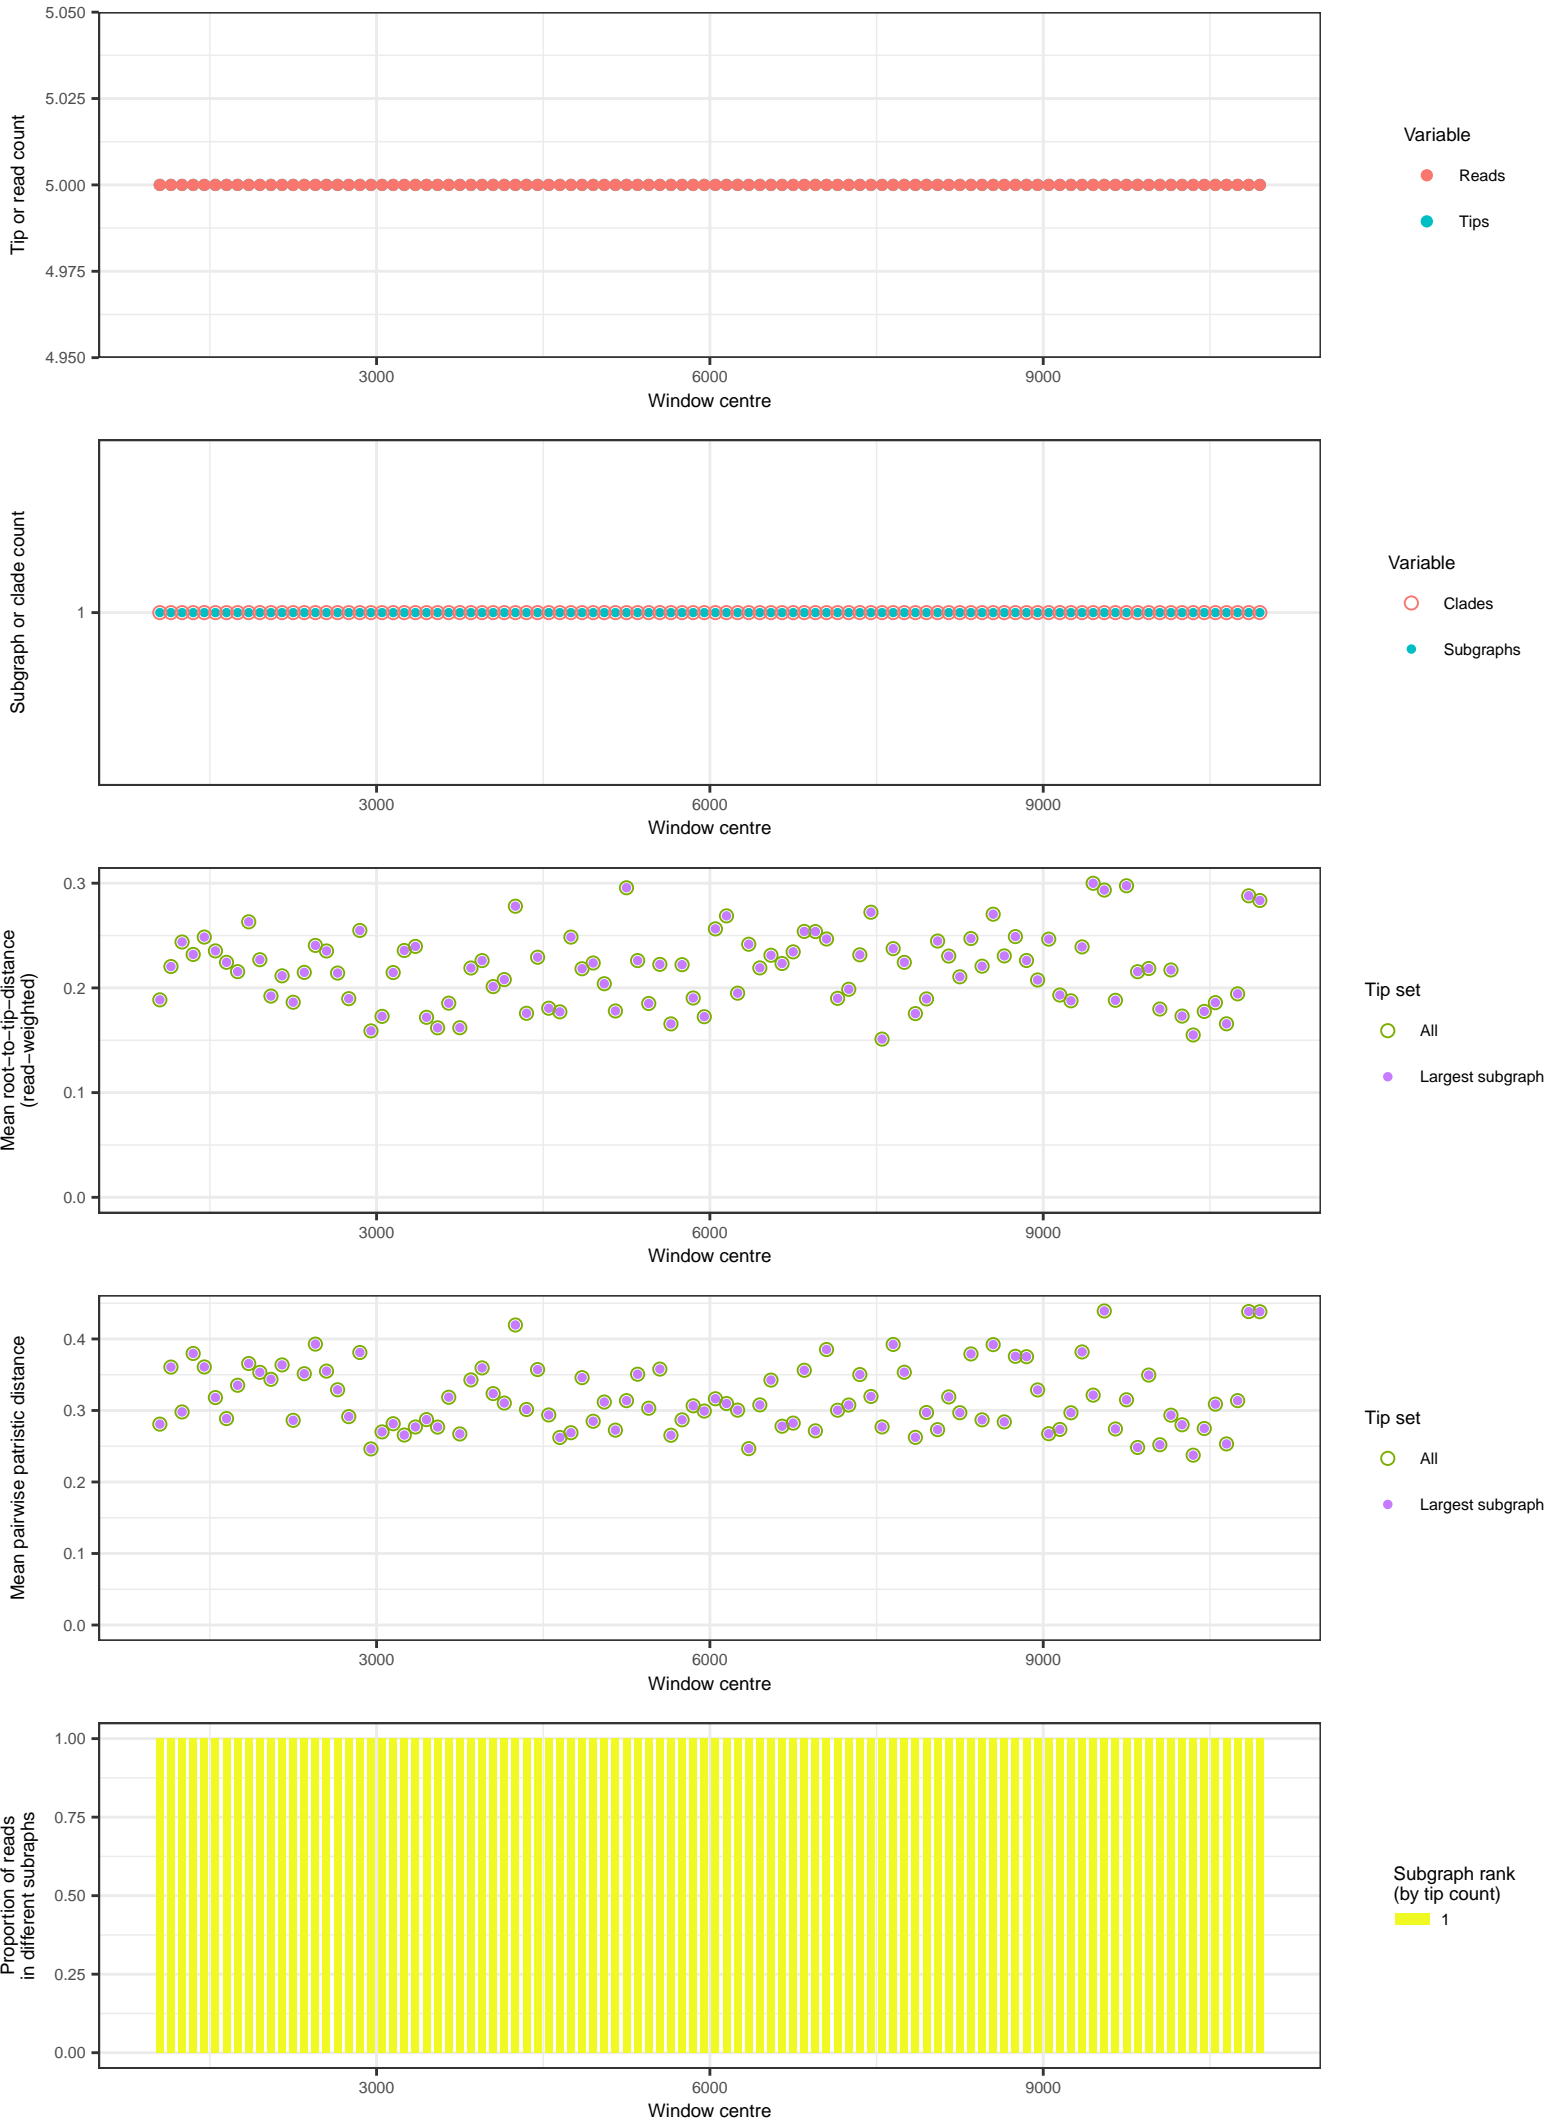 5.050
5.025
5.000
4.975
4.950
Tip or read count
3000
6000
9000
Window centre
Variable
Reads
Tips
1
Subgraph or clade count
3000
6000
9000
Window centre
Variable
Clades
Subgraphs
0.3
0.2
0.1
0.0
Mean root−to−tip−distance
(read−weighted)
3000
6000
9000
Window centre
Tip set
All
Largest subgraph
0.4
0.3
0.2
0.1
0.0
Mean pairwise patristic distance
3000
6000
9000
Window centre
Tip set
All
Largest subgraph
1.00
0.75
0.50
0.25
0.00
Proportion of reads
in different subraphs
3000
6000
9000
Window centre
Subgraph rank
(by tip count)
1